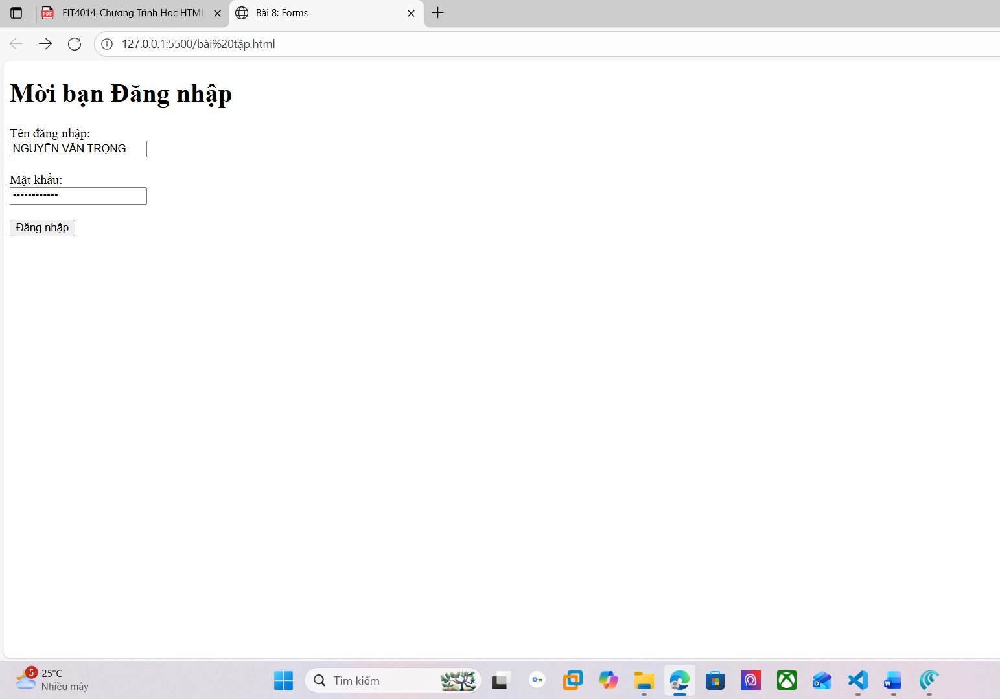 FIT4014_Chương Trình Học HTML
Bài 8: Forms
127.0.0.1:5500/bài%20tập.html
Mời bạn Đăng nhập
Tên đăng nhập:
NGUYỄN VĂN TRỌNG
Mật khẩu:
••••••••••••
Đăng nhập
5
25°C
Nhiều mây
Tìm kiếm